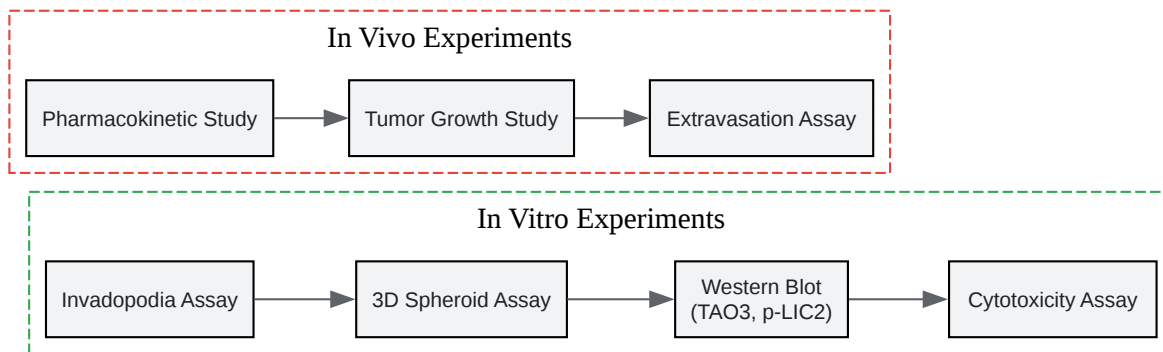 In Vivo Experiments
Pharmacokinetic Study
Tumor Growth Study
Extravasation Assay
In Vitro Experiments
Invadopodia Assay
3D Spheroid Assay
Western Blot
(TAO3, p-LIC2)
Cytotoxicity Assay